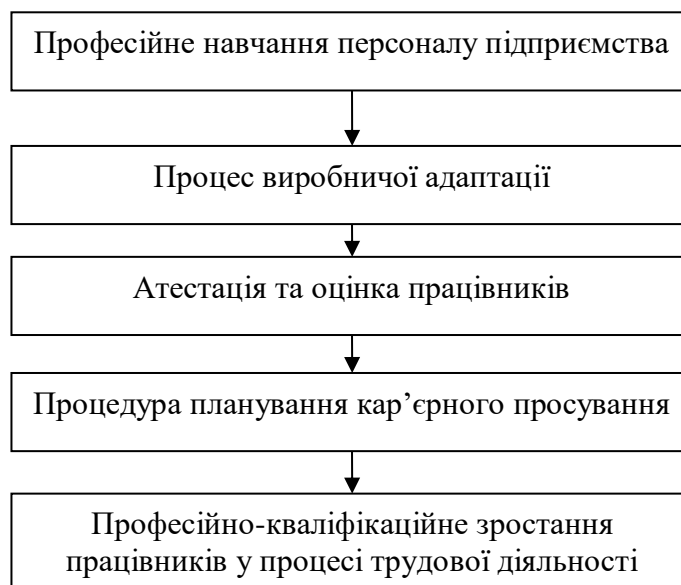 Професійне навчання персоналу підприємства
Процес виробничої адаптації
Атестація та оцінка працівників
Процедура планування кар’єрного просування
Професійно-кваліфікаційне зростання
працівників у процесі трудової діяльності